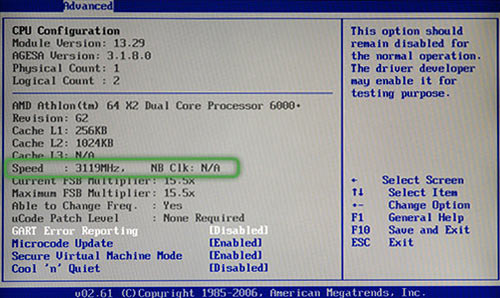 Advanced
CPU Configuration
Module Version: 13.29
AGESA Version: 3.1.8.0
Physical Count: 1
Logical Count : 2
AMD Athlon(tm) 64 X2 Dual Core Processor 6000+
Revision: G2
Cache L1: 256KB
Cache L2: 1024KB
Cache L3: N/A
Speed : 3119MHz, NB Clk: N/A
Current FSB Multiplier: 15.5x
Maximum FSB Multiplier: 15.5x
Able to Change Freq. : Yes
uCode Patch Level : None Required
GART Error Reporting [Disabled]
Microcode Update [Enabled]
Secure Virtual Machine Mode [Enabled]
Cool 'n' Quiet [Disabled]
This option should
remain disabled for
the normal operation.
The driver developer
may enable it for
testing purpose.
← Select Screen
↑↓ Select Item
+- Change Option
F1 General Help
F10 Save and Exit
ESC Exit
v02.61 (C)Copyright 1985-2006, American Megatrends, Inc.